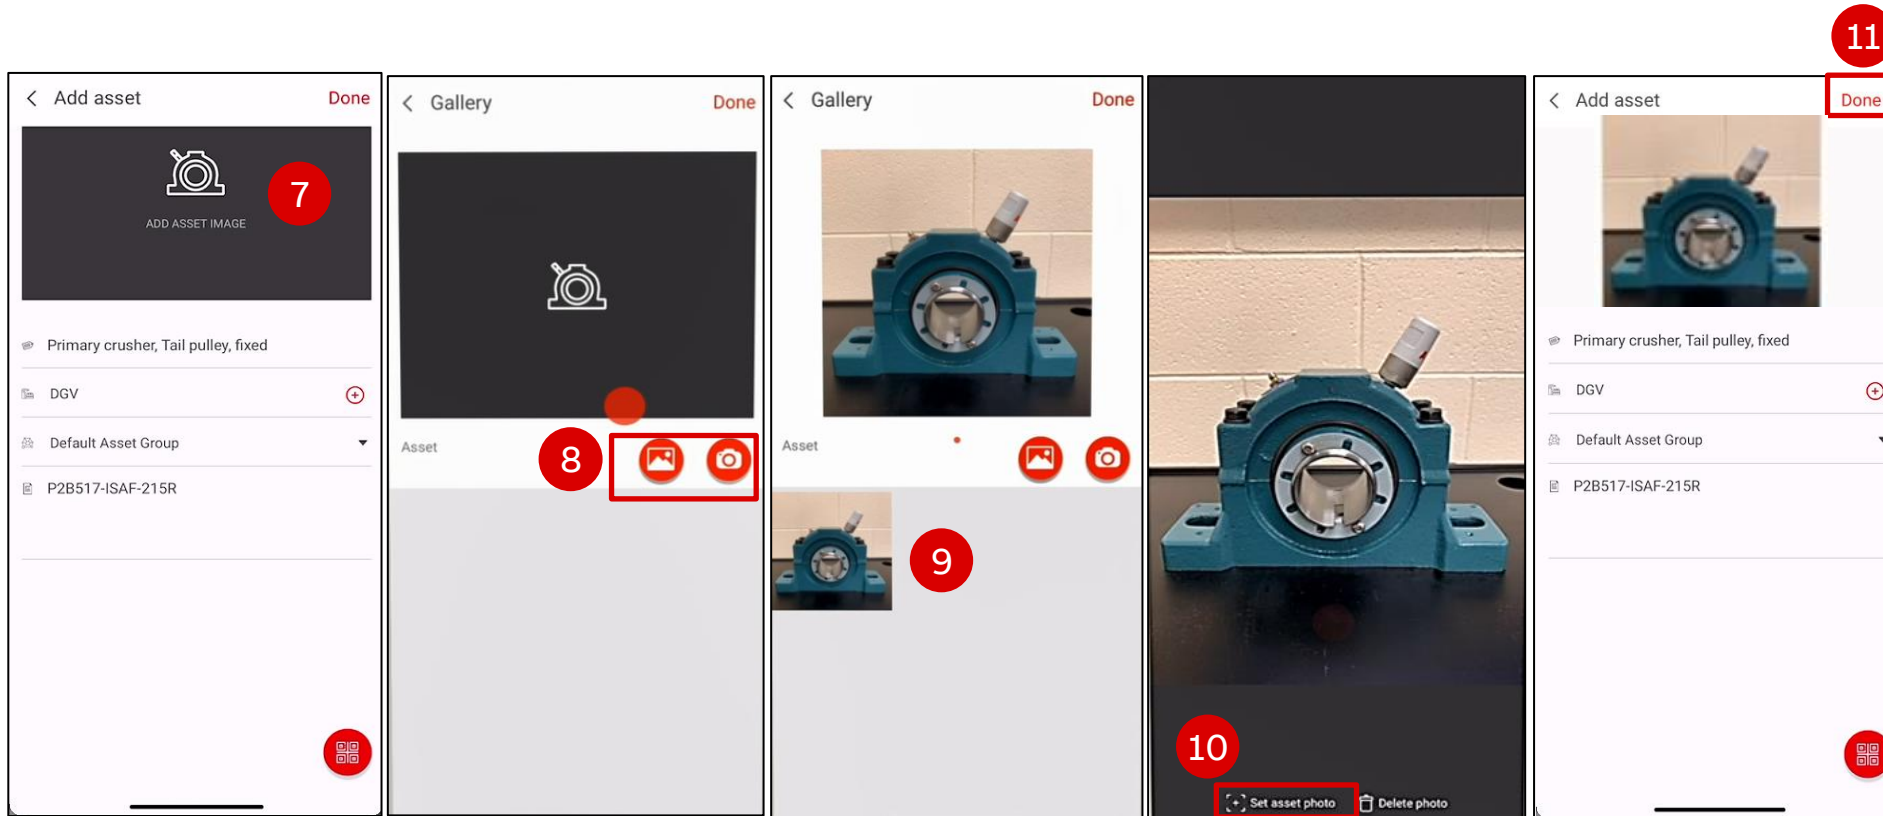 11
Add asset
Done
7
ADD ASSET IMAGE
Primary crusher, Tail pulley, fixed
DGV
Default Asset Group
P2B517-ISAF-215R
Gallery
Done
Asset
8
Gallery
Done
Asset
9
10
Set asset photo
Delete photo
Add asset
Done
Primary crusher, Tail pulley, fixed
DGV
Default Asset Group
P2B517-ISAF-215R